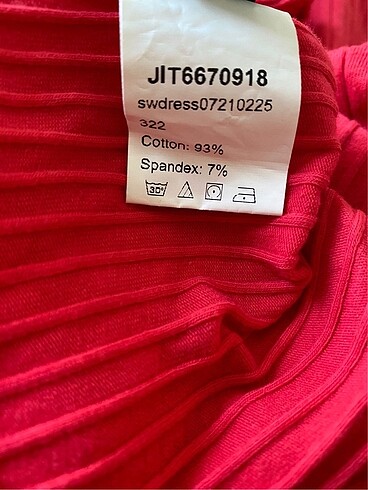 JIT6670918
swdress07210225
322
Cotton: 93%
Spandex: 7%
30°